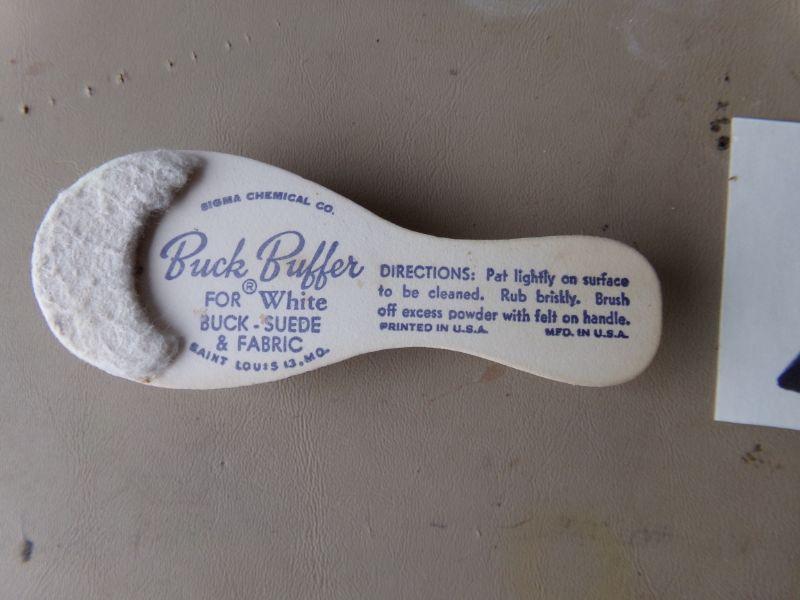 SIGMA CHEMICAL CO.
Buck Buffer®
FOR White
BUCK-SUEDE
& FABRIC
SAINT LOUIS 13, MO.
DIRECTIONS: Pat lightly on surface
to be cleaned. Rub briskly. Brush
off excess powder with felt on handle.
PRINTED IN U.S.A. MFD. IN U.S.A.